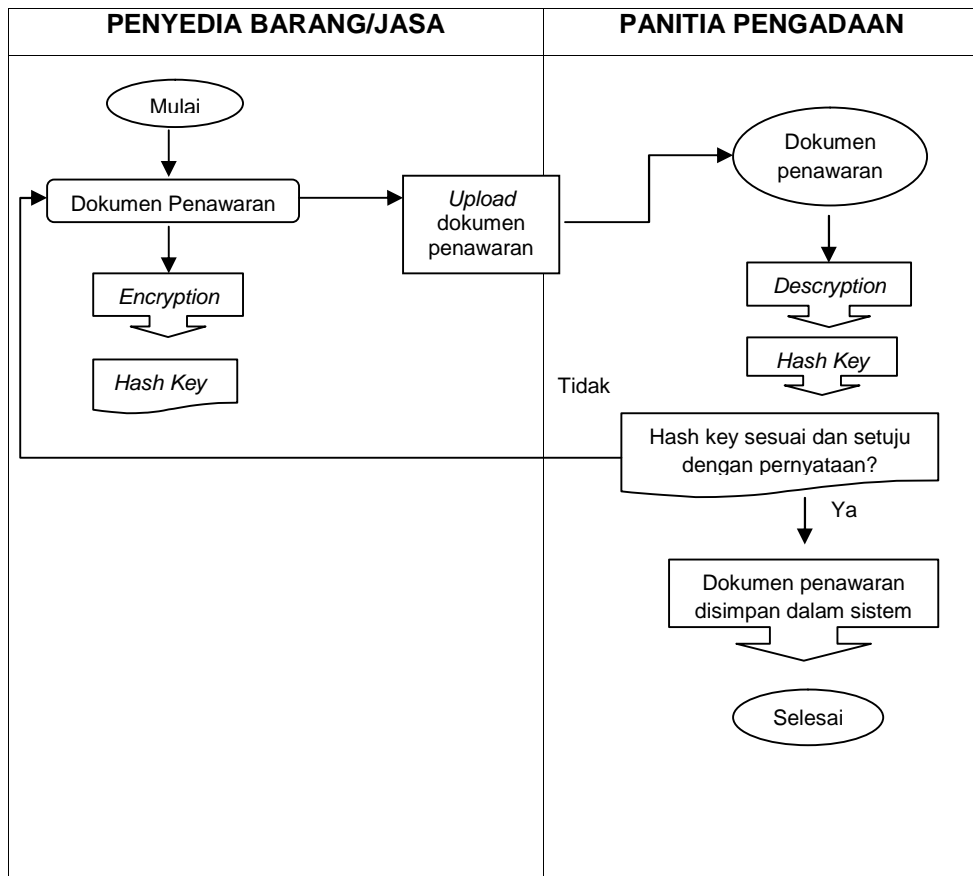 PENYEDIA BARANG/JASA
PANITIA PENGADAAN
Mulai
Dokumen Penawaran
Upload
dokumen
penawaran
Encryption
Hash Key
Dokumen
penawaran
Descryption
Hash Key
Tidak
Hash key sesuai dan setuju
dengan pernyataan?
Ya
Dokumen penawaran
disimpan dalam sistem
Selesai